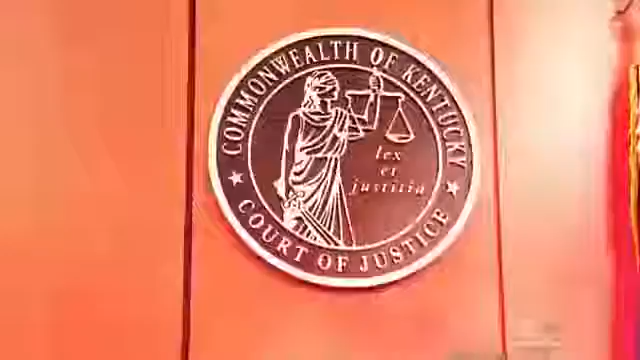 COMMONWEALTH OF KENTUCKY
lex
et
justitia
COURT OF JUSTICE